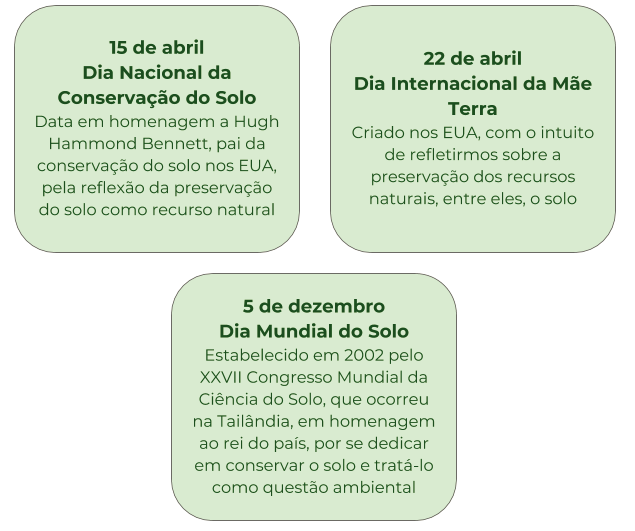 15 de abril
Dia Nacional da
Conservação do Solo
Data em homenagem a Hugh
Hammond Bennett, pai da
conservação do solo nos EUA,
pela reflexão da preservação
do solo como recurso natural
22 de abril
Dia Internacional da Mãe
Terra
Criado nos EUA, com o intuito
de refletirmos sobre a
preservação dos recursos
naturais, entre eles, o solo
5 de dezembro
Dia Mundial do Solo
Estabelecido em 2002 pelo
XXVII Congresso Mundial da
Ciência do Solo, que ocorreu
na Tailândia, em homenagem
ao rei do país, por se dedicar
em conservar o solo e tratá-lo
como questão ambiental